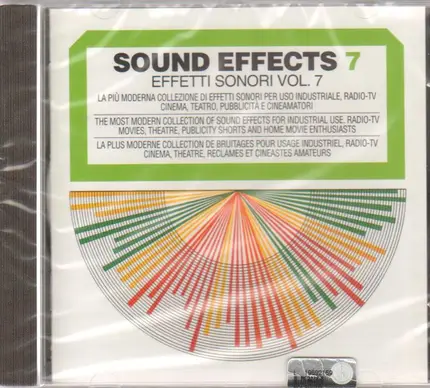 SOUND EFFECTS 7
EFFETTI SONORI VOL. 7
LA PIÙ MODERNA COLLEZIONE DI EFFETTI SONORI PER USO INDUSTRIALE, RADIO-TV
CINEMA, TEATRO, PUBBLICITÀ E CINEAMATORI
THE MOST MODERN COLLECTION OF SOUND EFFECTS FOR INDUSTRIAL USE, RADIO-TV
MOVIES, THEATRE, PUBLICITY SHORTS AND HOME MOVIE ENTHUSIASTS
LA PLUS MODERNE COLLECTION DE BRUITAGES POUR USAGE INDUSTRIEL, RADIO-TV
CINEMA, THEATRE, RECLAMES ET CINEASTES AMATEURS